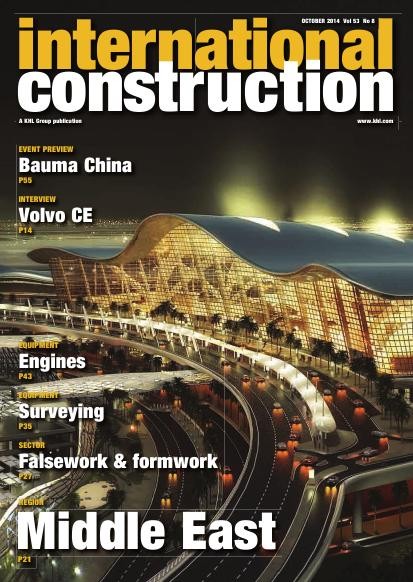 OCTOBER 2014 Vol 53 No 8
international
construction
A KHL Group publication
www.khl.com
EVENT PREVIEW
Bauma China
P55
INTERVIEW
Volvo CE
P14
EQUIPMENT
Engines
P43
EQUIPMENT
Surveying
P35
SECTOR
Falsework & formwork
P27
REGION
Middle East
P21